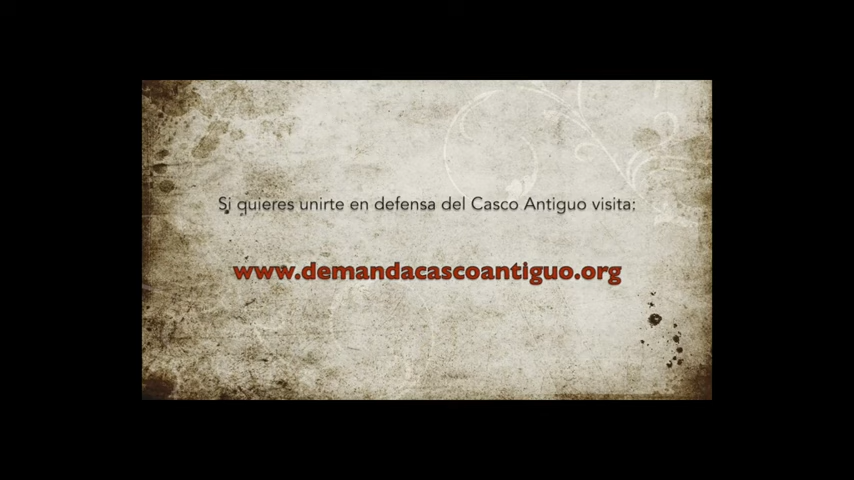 Si quieres unirte en defensa del Casco Antiguo visita:
www.demandacascoantiguo.org